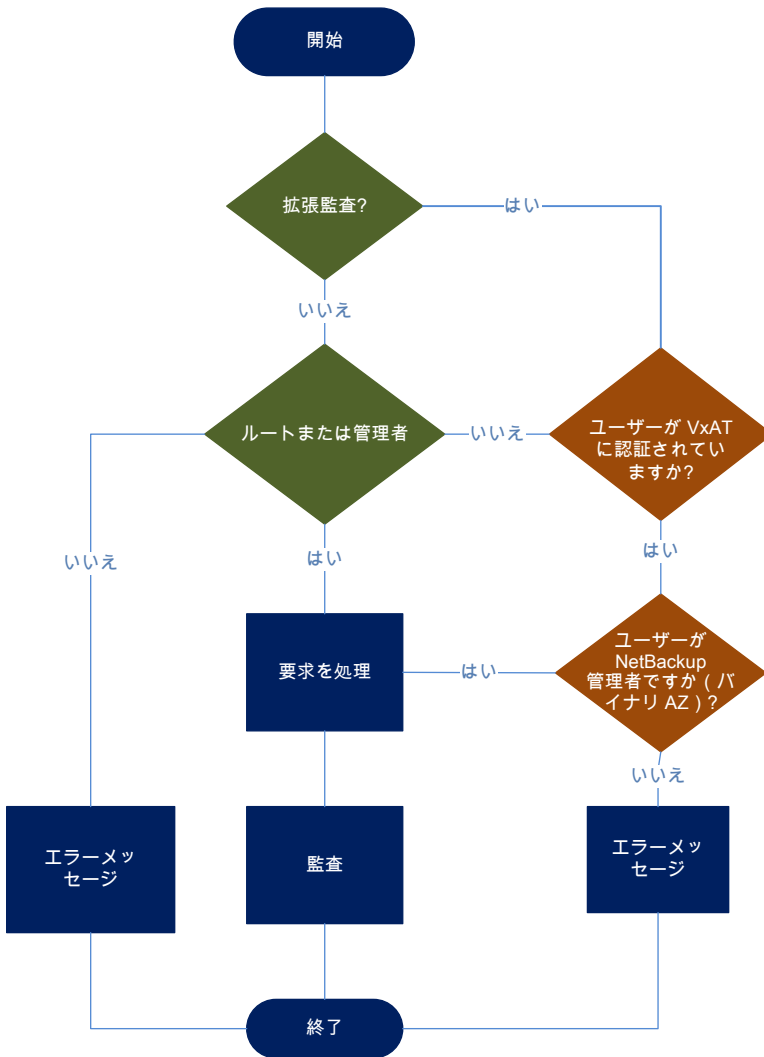 開始
拡張監査?
はい
いいえ
ルートまたは管理者
いいえ
ユーザーが VxAT
に認証されてい
ますか?
いいえ
はい
はい
要求を処理
はい
ユーザーが
NetBackup
管理者ですか ( バ
イナリ AZ ) ?
いいえ
エラーメッ
セージ
監査
エラーメッ
セージ
終了